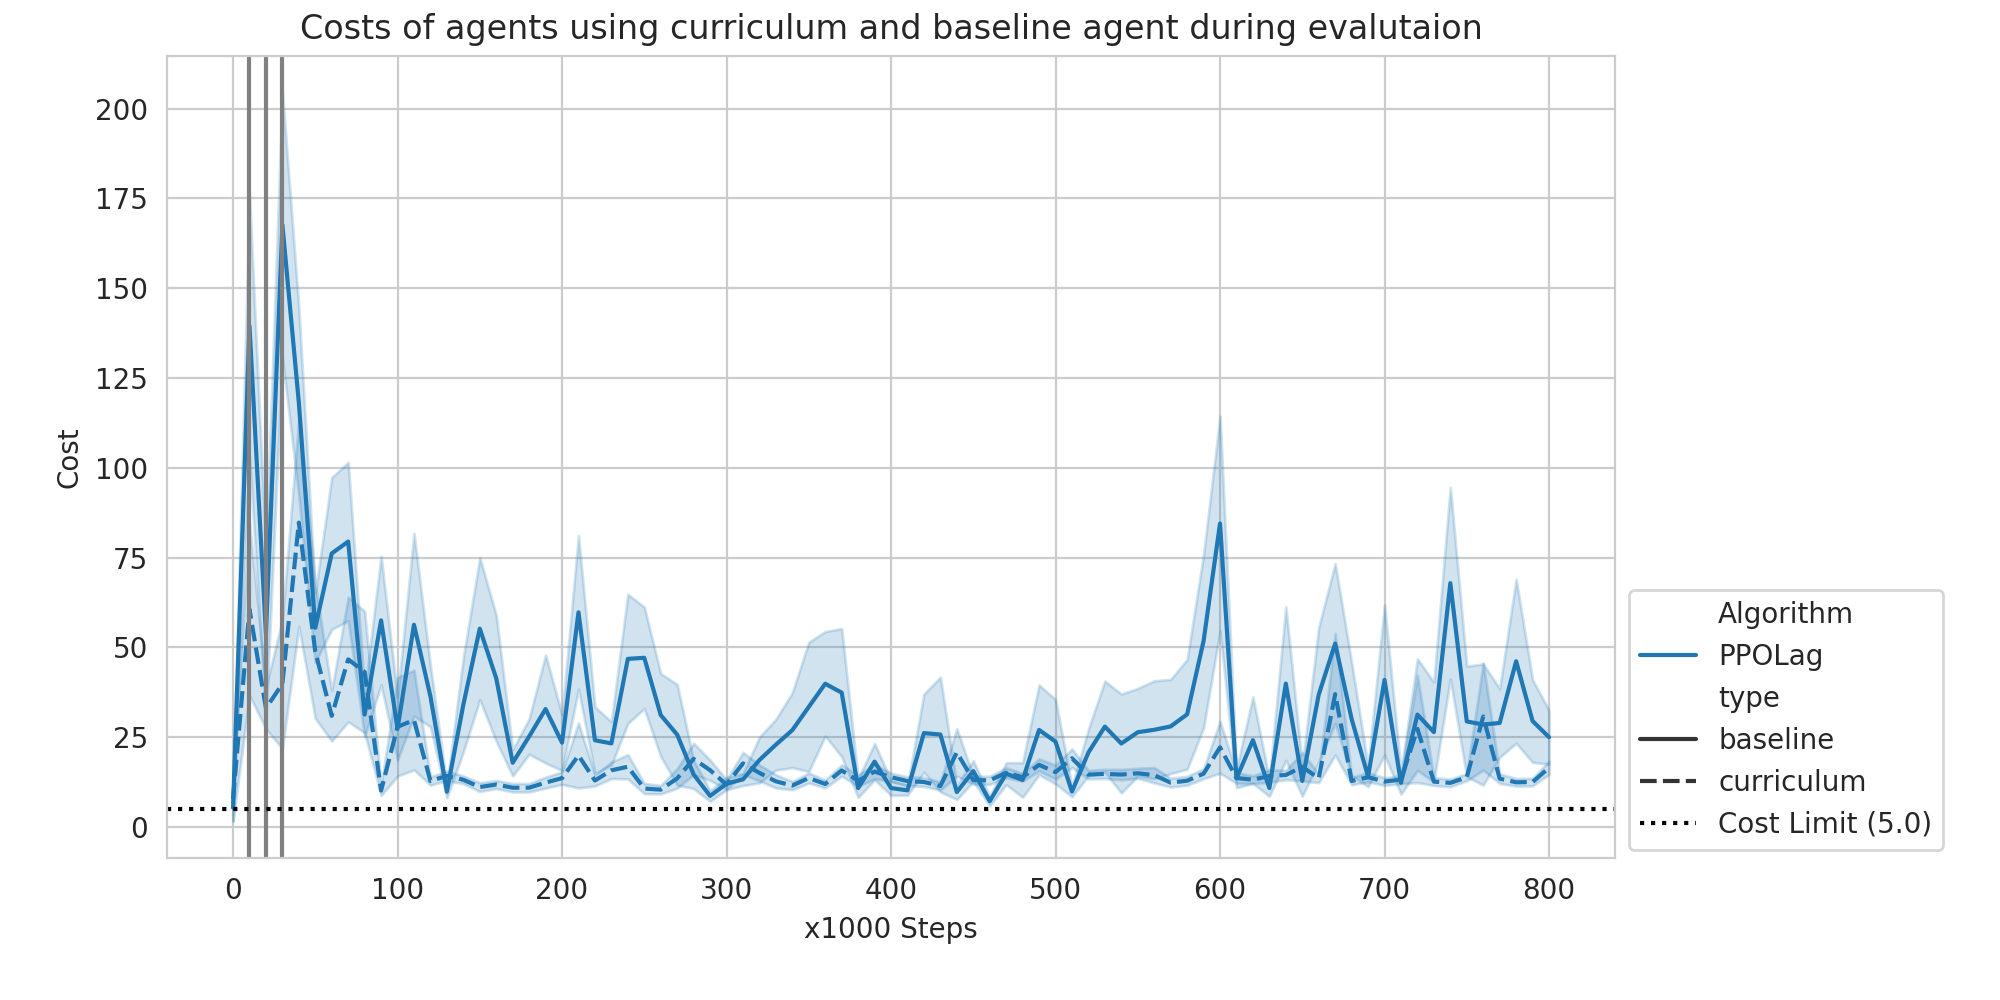 Costs of agents using curriculum and baseline agent during evalutaion
200
175
150
125
100
75
50
25
0
Cost
0 100 200 300 400 500 600 700 800
x1000 Steps
Algorithm
PPOLag
type
baseline
curriculum
Cost Limit (5.0)